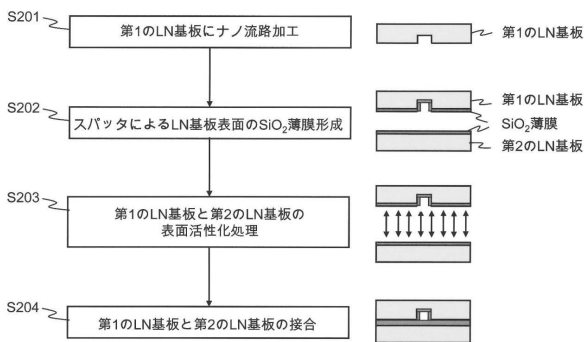 S201
第1のLN基板にナノ流路加工
第1のLN基板
S202
スパッタによるLN基板表面のSiO₂薄膜形成
第1のLN基板
SiO₂薄膜
第2のLN基板
S203
第1のLN基板と第2のLN基板の
表面活性化処理
S204
第1のLN基板と第2のLN基板の接合